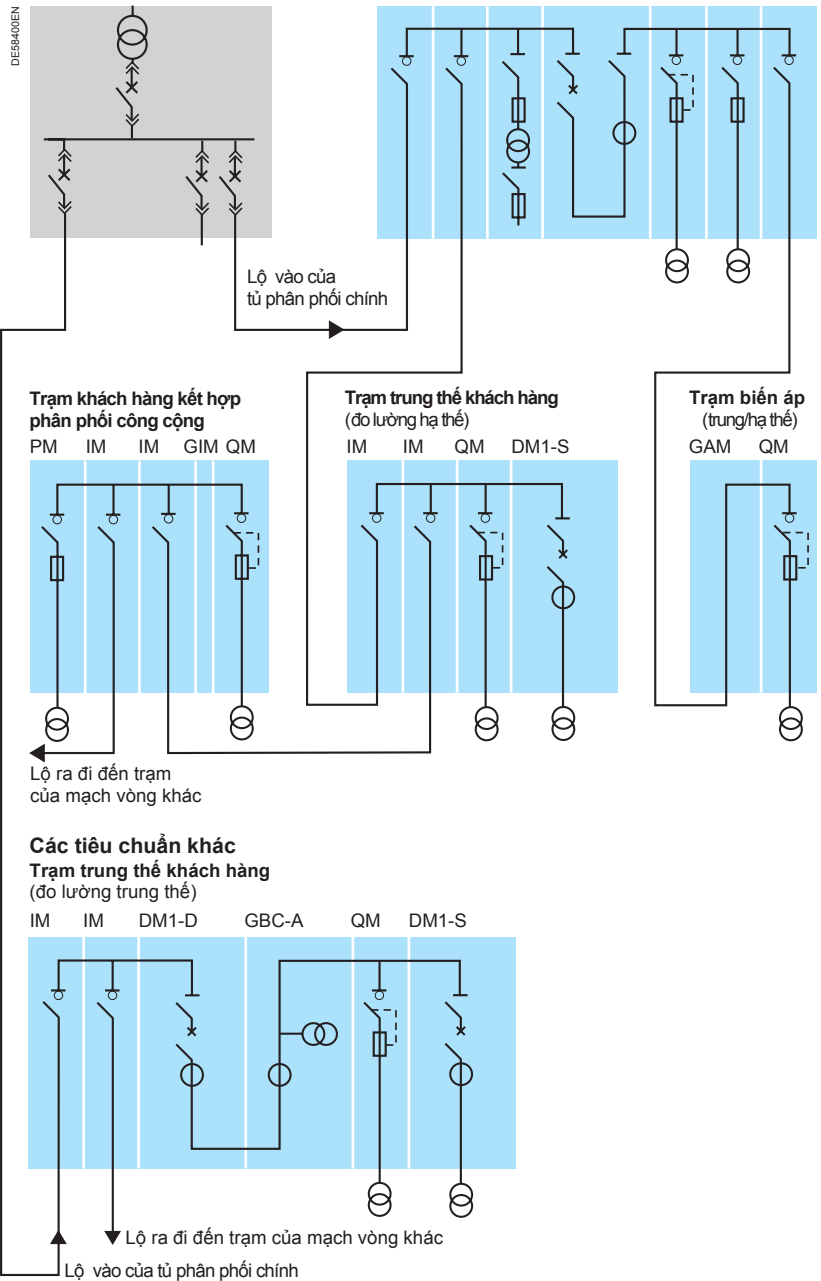 DE58400EN
Lộ vào của
tủ phân phối chính
Trạm khách hàng kết hợp
phân phối công cộng
PM IM IM GIM QM
Trạm trung thế khách hàng
(đo lường hạ thế)
IM IM QM DM1-S
Trạm biến áp
(trung/hạ thế)
GAM QM
Lộ ra đi đến trạm
của mạch vòng khác
Các tiêu chuẩn khác
Trạm trung thế khách hàng
(đo lường trung thế)
IM IM DM1-D GBC-A QM DM1-S
Lộ ra đi đến trạm của mạch vòng khác
Lộ vào của tủ phân phối chính